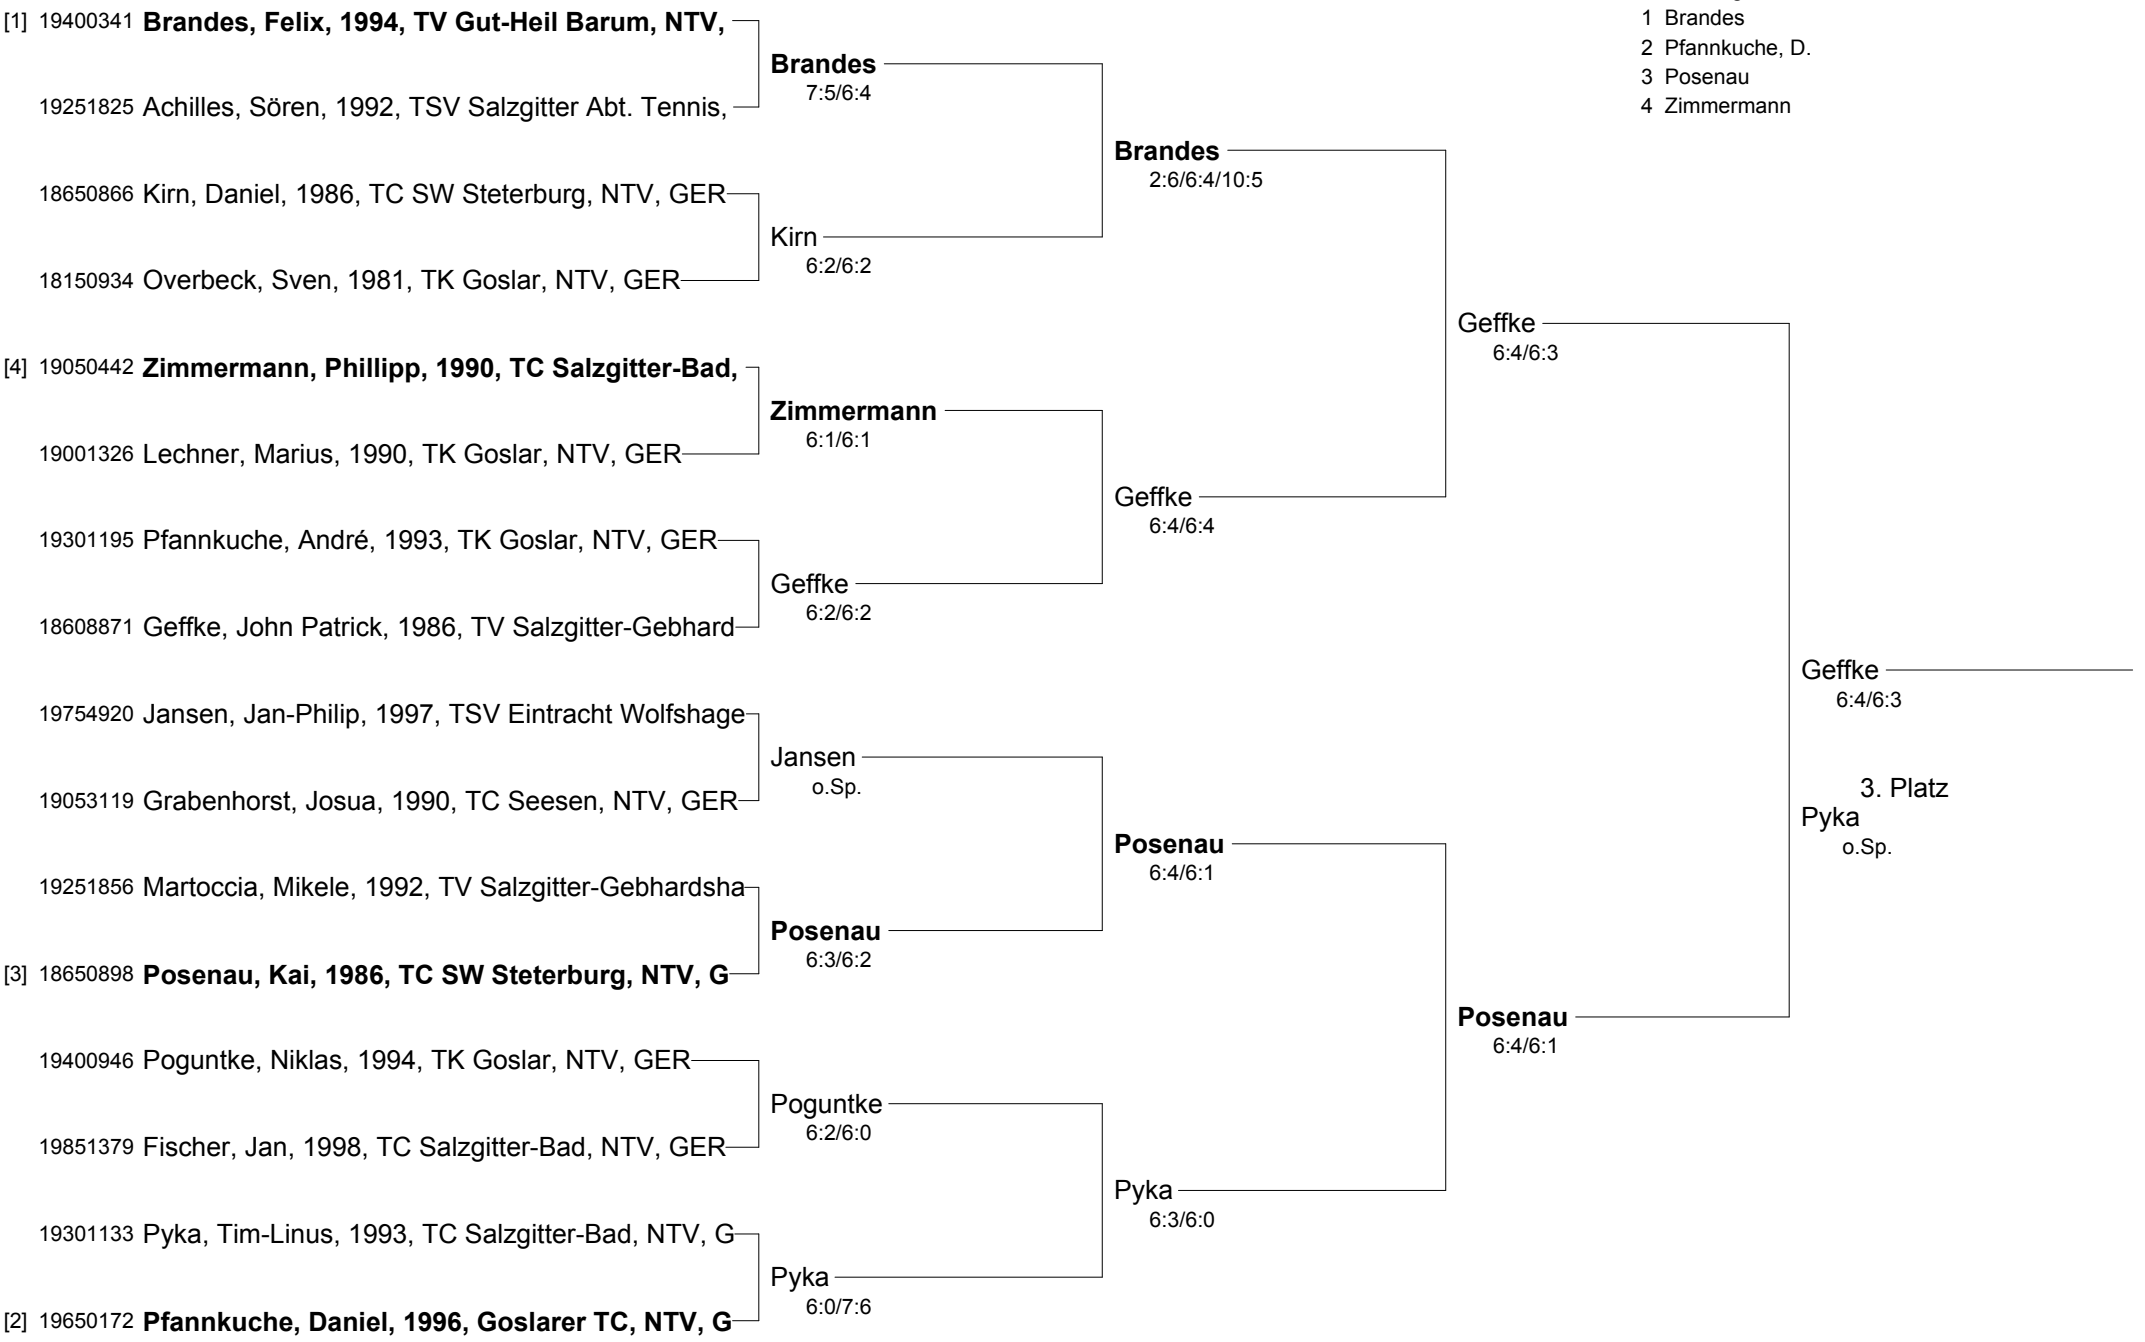 [1] 19400341 Brandes, Felix, 1994, TV Gut-Heil Barum, NTV,
19251825 Achilles, Sören, 1992, TSV Salzgitter Abt. Tennis,
18650866 Kirn, Daniel, 1986, TC SW Steterburg, NTV, GER
18150934 Overbeck, Sven, 1981, TK Goslar, NTV, GER
[4] 19050442 Zimmermann, Phillipp, 1990, TC Salzgitter-Bad,
19001326 Lechner, Marius, 1990, TK Goslar, NTV, GER
19301195 Pfannkuche, André, 1993, TK Goslar, NTV, GER
18608871 Geffke, John Patrick, 1986, TV Salzgitter-Gebhard
19754920 Jansen, Jan-Philip, 1997, TSV Eintracht Wolfshage
19053119 Grabenhorst, Josua, 1990, TC Seesen, NTV, GER
19251856 Martoccia, Mikele, 1992, TV Salzgitter-Gebhardsha
[3] 18650898 Posenau, Kai, 1986, TC SW Steterburg, NTV, G
19400946 Poguntke, Niklas, 1994, TK Goslar, NTV, GER
19851379 Fischer, Jan, 1998, TC Salzgitter-Bad, NTV, GER
19301133 Pyka, Tim-Linus, 1993, TC Salzgitter-Bad, NTV, G
[2] 19650172 Pfannkuche, Daniel, 1996, Goslarer TC, NTV, G
Brandes
7:5/6:4
Kirn
6:2/6:2
Zimmermann
6:1/6:1
Geffke
6:2/6:2
Jansen
o.Sp.
Posenau
6:3/6:2
Poguntke
6:2/6:0
Pyka
6:0/7:6
Brandes
2:6/6:4/10:5
Geffke
6:4/6:4
Posenau
6:4/6:1
Pyka
6:3/6:0
Geffke
6:4/6:3
Posenau
6:4/6:1
Geffke
6:4/6:3
3. Platz
Pyka
o.Sp.
1 Brandes
2 Pfannkuche, D.
3 Posenau
4 Zimmermann